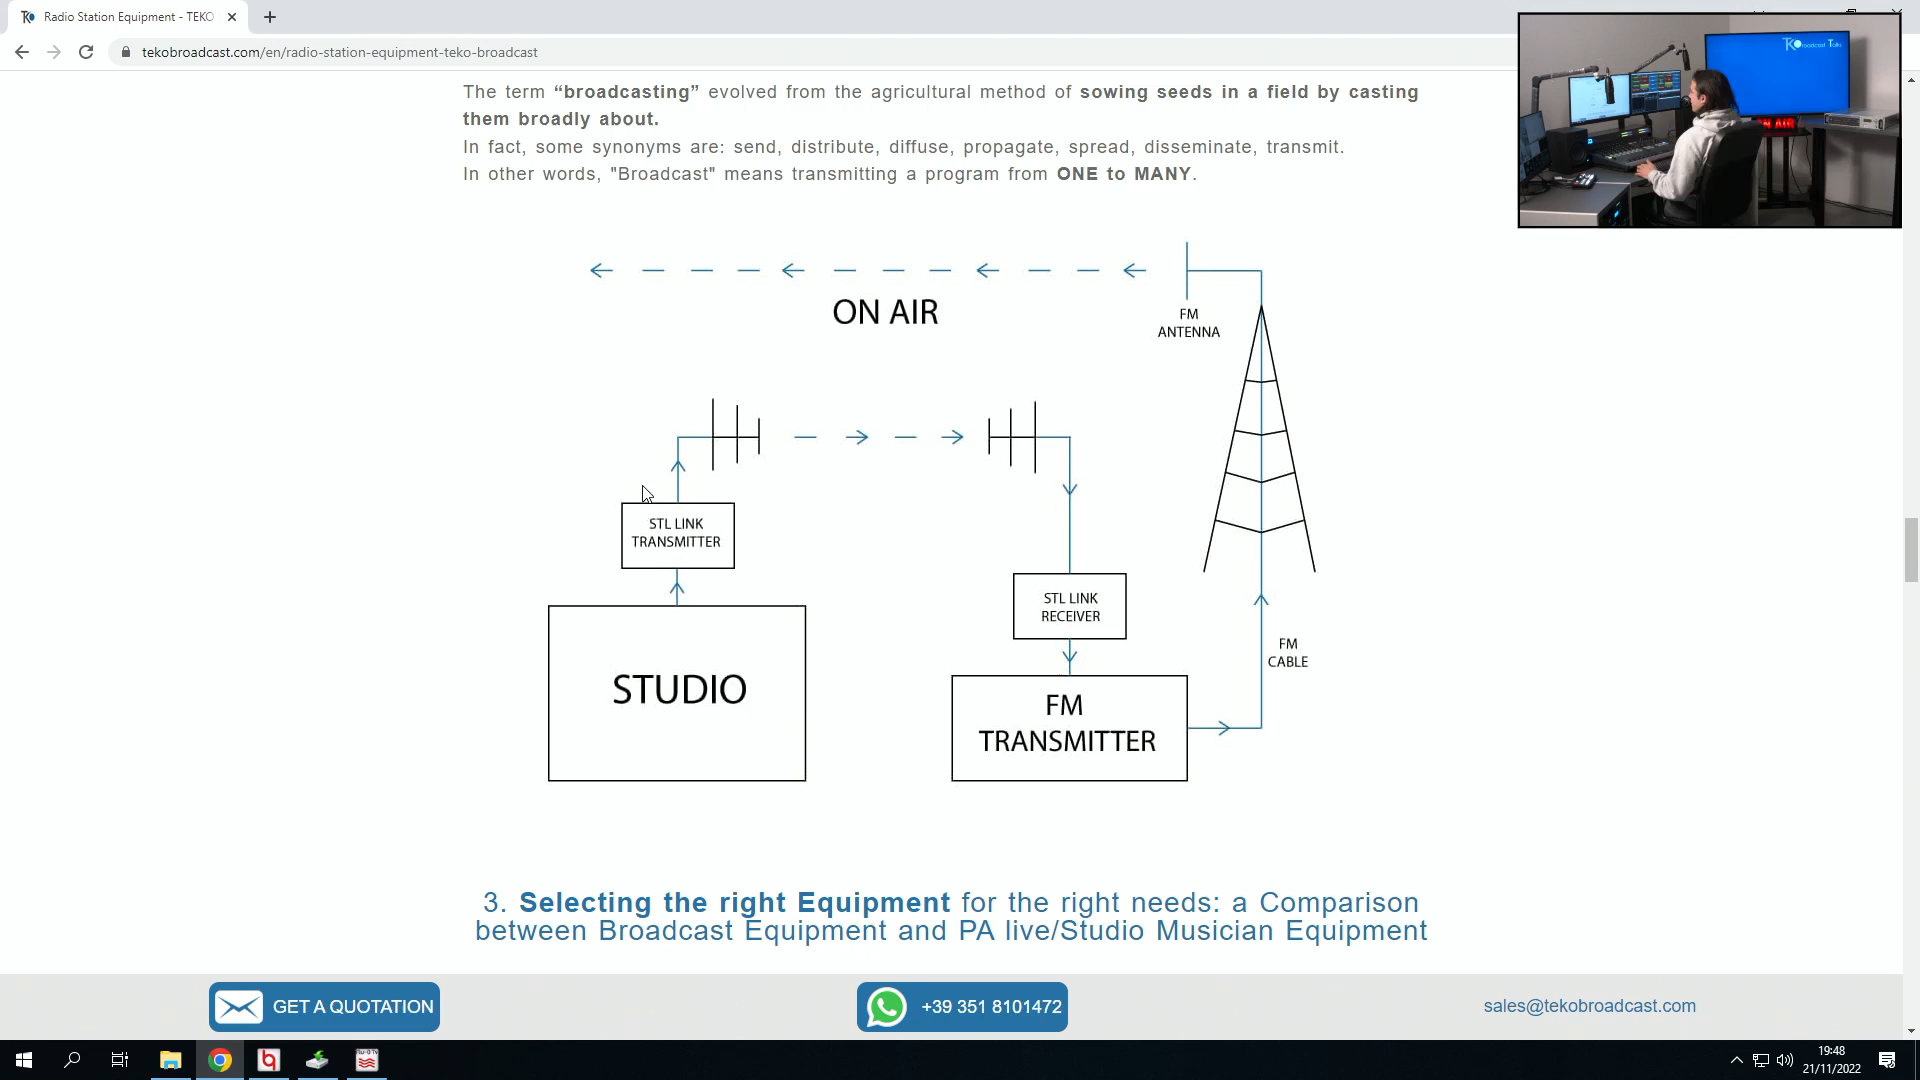 Radio Station Equipment - TEKO
tekobroadcast.com/en/radio-station-equipment-teko-broadcast
TKBroadcast Talks
ON AIR
The term “broadcasting” evolved from the agricultural method of sowing seeds in a field by casting
them broadly about.
In fact, some synonyms are: send, distribute, diffuse, propagate, spread, disseminate, transmit.
In other words, "Broadcast" means transmitting a program from ONE to MANY.
ON AIR
FM
ANTENNA
STL LINK
TRANSMITTER
STL LINK
RECEIVER
FM
CABLE
STUDIO
FM
TRANSMITTER
3. Selecting the right Equipment for the right needs: a Comparison
between Broadcast Equipment and PA live/Studio Musician Equipment
GET A QUOTATION
+39 351 8101472
sales@tekobroadcast.com
19:48
21/11/2022